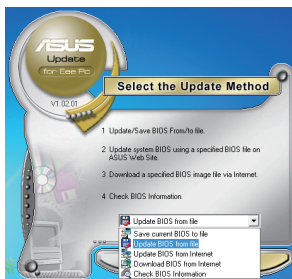 ASUS
Update
for Eee Pc
V1.02.01
Select the Update Method
1 Update/Save BIOS From/to file.
2 Update system BIOS using a specified BIOS file on
ASUS Web Site.
3 Download a specified BIOS image file via Internet.
4 Check BIOS Information.
Update BIOS from file
Save current BIOS to file
Update BIOS from file
Update BIOS from Internet
Download BIOS from Internet
Check BIOS Information